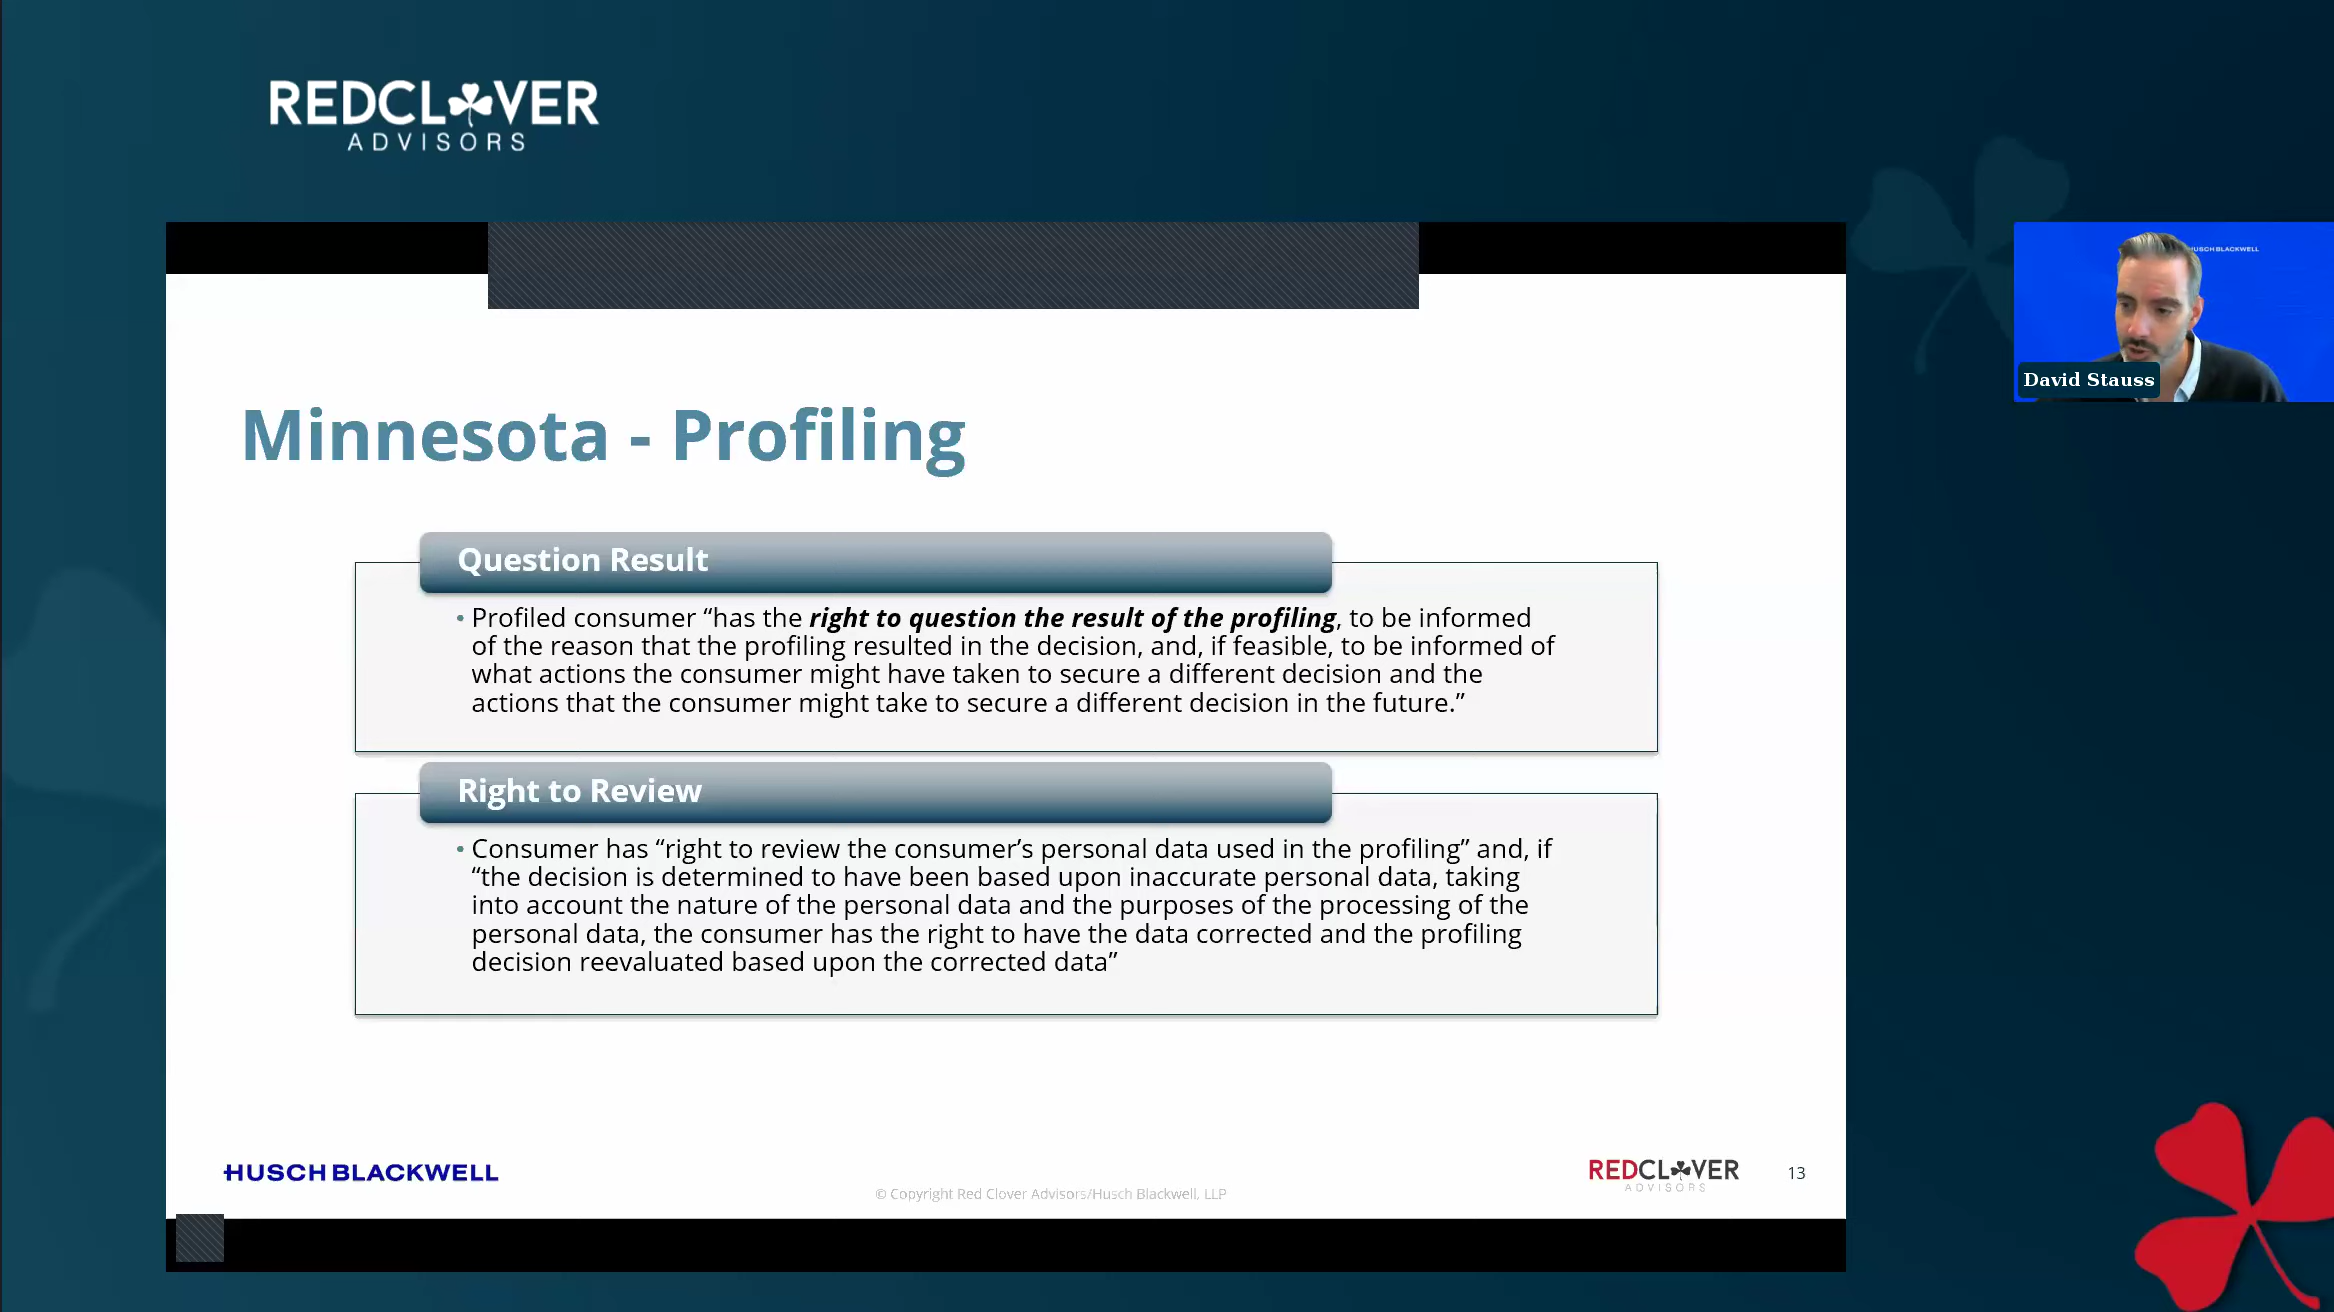 REDCLOVER
ADVISORS
HUSCH BLACKWELL
David Stauss
Minnesota - Profiling
Question Result
• Profiled consumer “has the right to question the result of the profiling, to be informed
of the reason that the profiling resulted in the decision, and, if feasible, to be informed of
what actions the consumer might have taken to secure a different decision and the
actions that the consumer might take to secure a different decision in the future.”
Right to Review
• Consumer has “right to review the consumer’s personal data used in the profiling” and, if
“the decision is determined to have been based upon inaccurate personal data, taking
into account the nature of the personal data and the purposes of the processing of the
personal data, the consumer has the right to have the data corrected and the profiling
decision reevaluated based upon the corrected data”
HUSCH BLACKWELL
© Copyright Red Clover Advisors/Husch Blackwell, LLP
REDCLOVER
ADVISORS
13